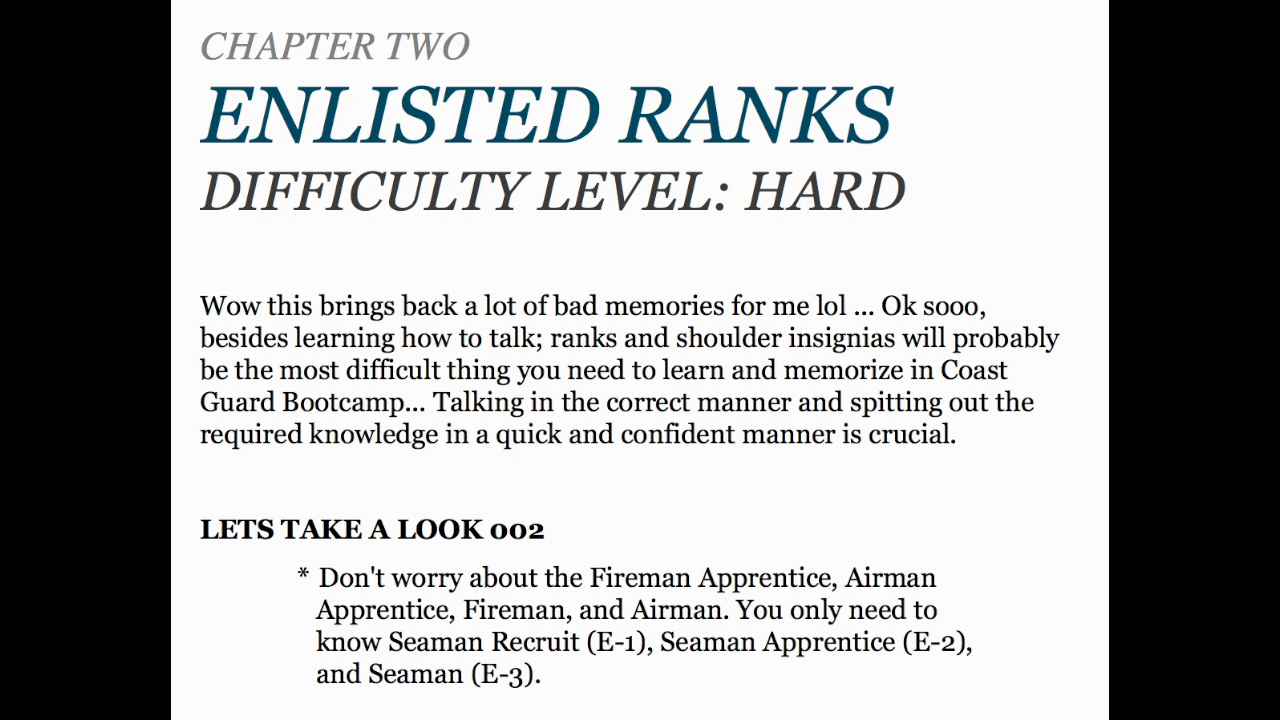 CHAPTER TWO
ENLISTED RANKS
DIFFICULTY LEVEL: HARD
Wow this brings back a lot of bad memories for me lol ... Ok sooo,
besides learning how to talk; ranks and shoulder insignias will probably
be the most difficult thing you need to learn and memorize in Coast
Guard Bootcamp... Talking in the correct manner and spitting out the
required knowledge in a quick and confident manner is crucial.
LETS TAKE A LOOK 002
* Don't worry about the Fireman Apprentice, Airman
Apprentice, Fireman, and Airman. You only need to
know Seaman Recruit (E-1), Seaman Apprentice (E-2),
and Seaman (E-3).